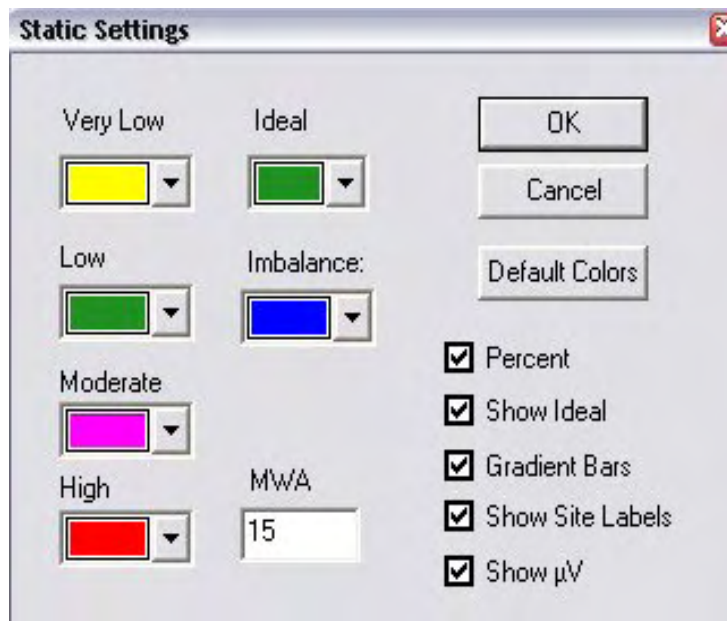 Static Settings
Very Low
Ideal
OK
Cancel
Low
Imbalance:
Default Colors
Percent
Moderate
Show Ideal
Gradient Bars
High
MWA
Show Site Labels
15
Show µV